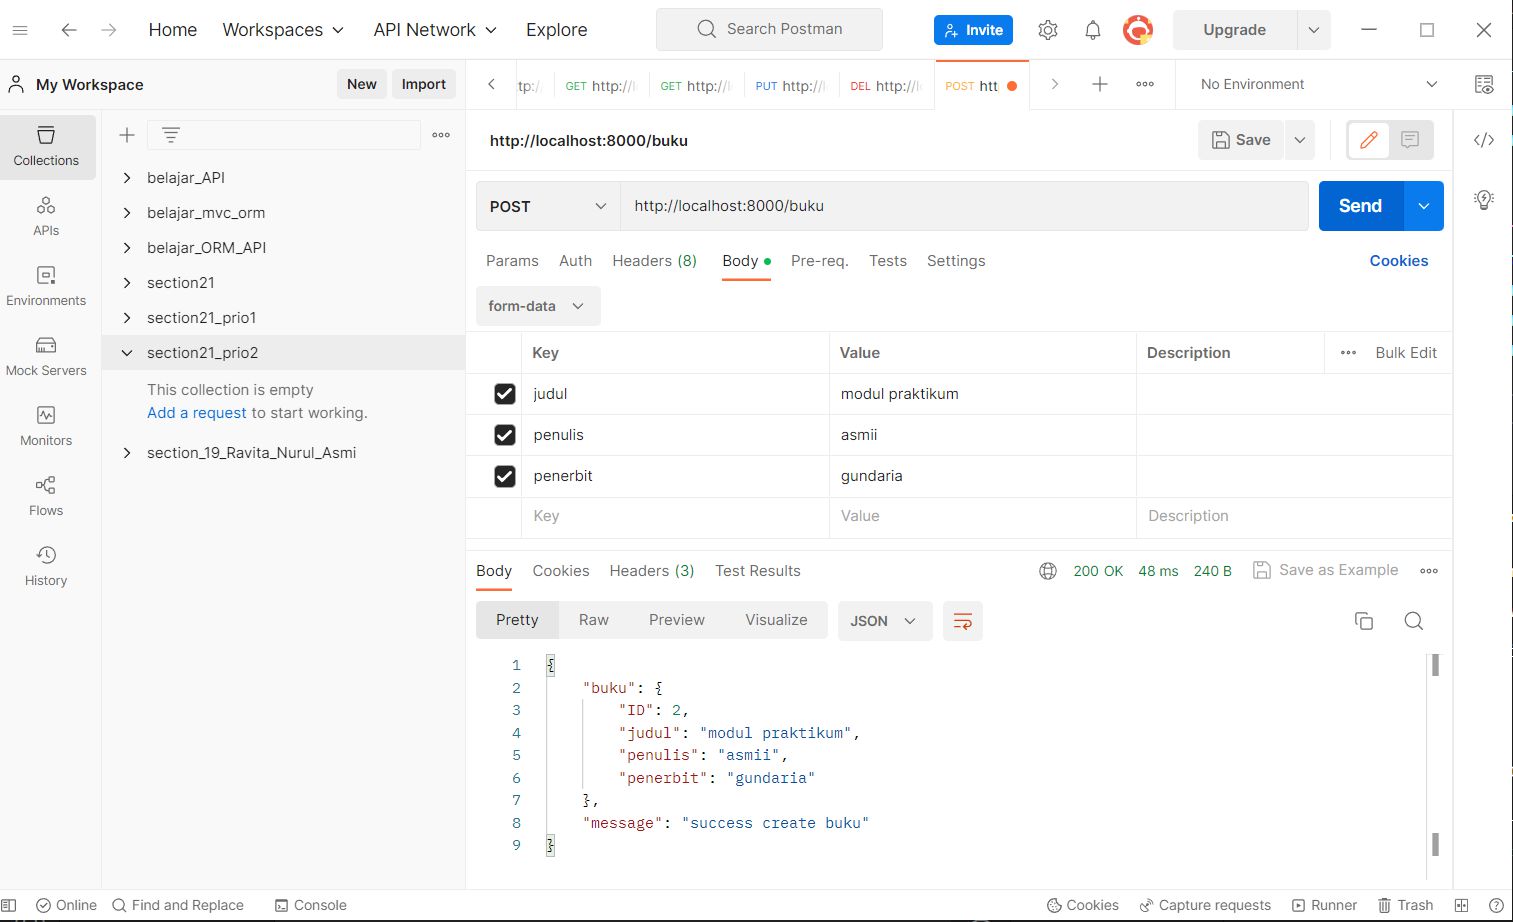 Home Workspaces API Network Explore Search Postman Invite Upgrade
My Workspace New Import
GET http:// GET http:// PUT http:// DEL http:// POST htt No Environment
Collections
APIs
Environments
Mock Servers
Monitors
Flows
History
belajar_API
belajar_mvc_orm
belajar_ORM_API
section21
section21_prio1
section21_prio2
This collection is empty
Add a request to start working.
section_19_Ravita_Nurul_Asmi
http://localhost:8000/buku Save
POST http://localhost:8000/buku Send
Params Auth Headers (8) Body Pre-req. Tests Settings Cookies
form-data
Key Value Description Bulk Edit
judul modul praktikum
penulis asmii
penerbit gundaria
Key Value Description
Body Cookies Headers (3) Test Results 200 OK 48 ms 240 B Save as Example
Pretty Raw Preview Visualize JSON
1 {
2 "buku": {
3 "ID": 2,
4 "judul": "modul praktikum",
5 "penulis": "asmii",
6 "penerbit": "gundaria"
7 },
8 "message": "success create buku"
9 }
Online Find and Replace Console Cookies Capture requests Runner Trash